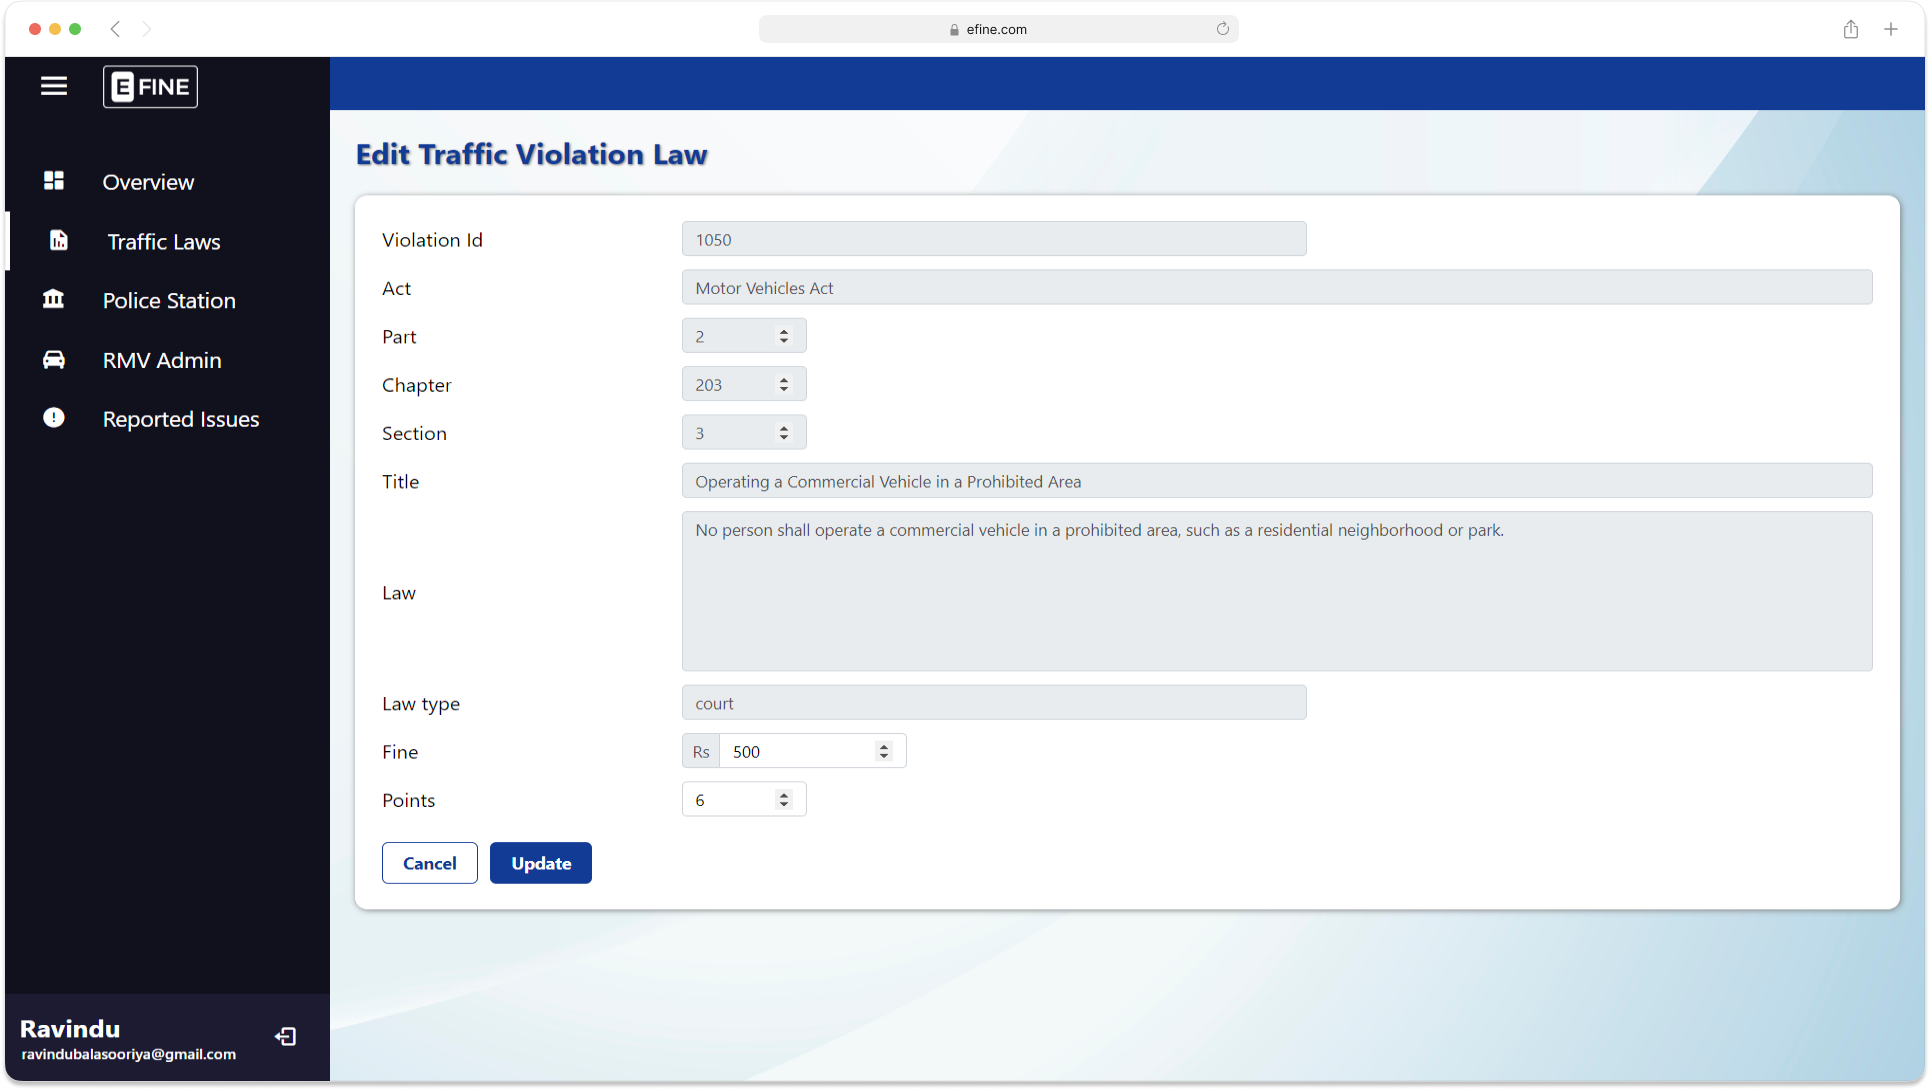 efine.com
E FINE
Overview
Traffic Laws
Police Station
RMV Admin
Reported Issues
Ravindu
ravindubalasooriya@gmail.com
Edit Traffic Violation Law
Violation Id 1050
Act Motor Vehicles Act
Part 2
Chapter 203
Section 3
Title Operating a Commercial Vehicle in a Prohibited Area
Law No person shall operate a commercial vehicle in a prohibited area, such as a residential neighborhood or park.
Law type court
Fine Rs 500
Points 6
Cancel Update